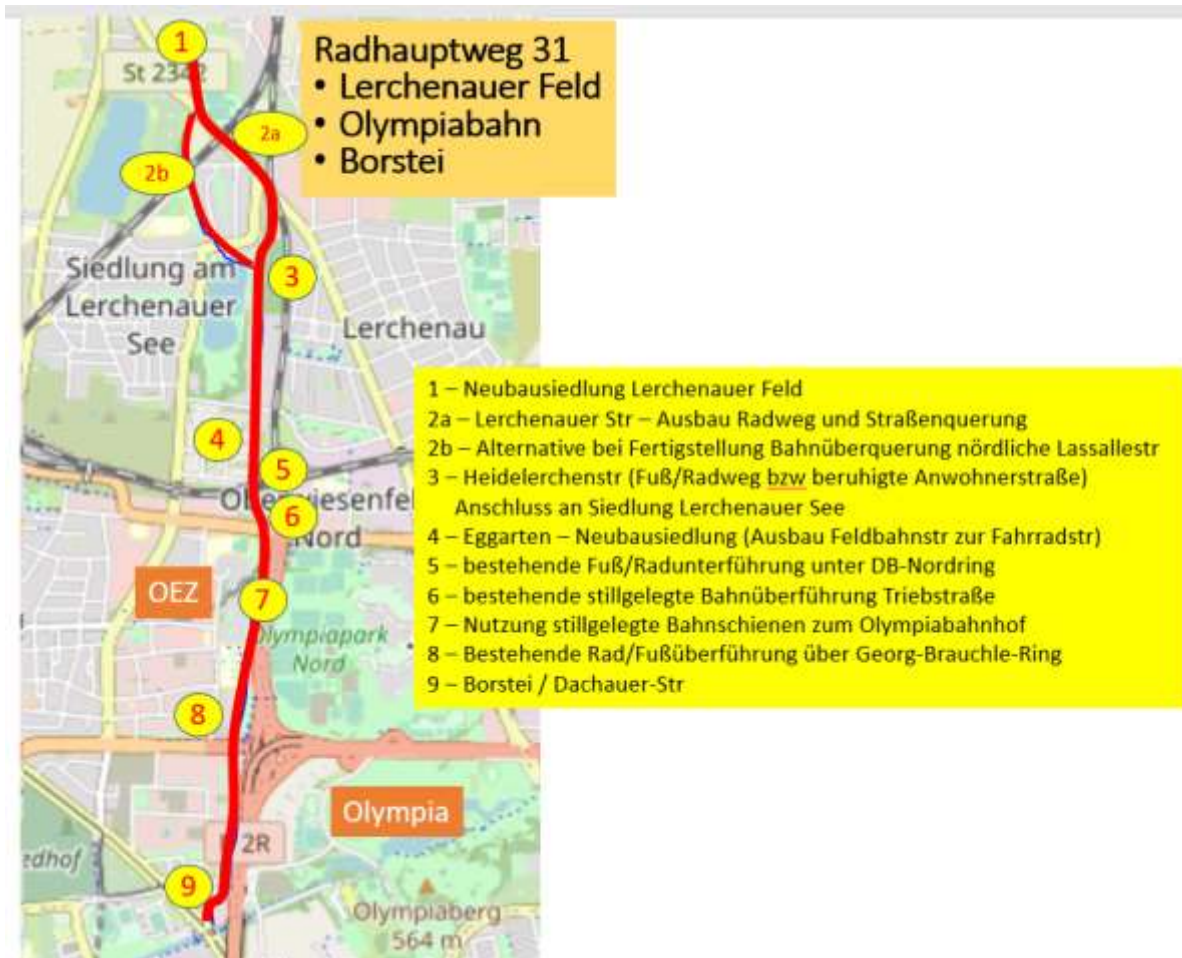 1
St 2342
Radhauptweg 31
• Lerchenauer Feld
• Olympiabahn
• Borstei
2a
2b
Siedlung am
Lerchenauer
See
3
Lerchenau
1 – Neubausiedlung Lerchenauer Feld
2a – Lerchenauer Str – Ausbau Radweg und Straßenquerung
2b – Alternative bei Fertigstellung Bahnüberquerung nördliche Lassallestr
3 – Heidelerchenstr (Fuß/Radweg bzw beruhigte Anwohnerstraße)
Anschluss an Siedlung Lerchenauer See
4 – Eggarten – Neubausiedlung (Ausbau Feldbahnstr zur Fahrradstr)
5 – bestehende Fuß/Radunterführung unter DB-Nordring
6 – bestehende stillgelegte Bahnüberführung Triebstraße
7 – Nutzung stillgelegte Bahnschienen zum Olympiabahnhof
8 – Bestehende Rad/Fußüberführung über Georg-Brauchle-Ring
9 – Borstei / Dachauer-Str
4
5
6
Nord
OEZ
7
Olympiapark
Nord
8
Olympia
2R
edhof
9
Olympiaberg
564 m